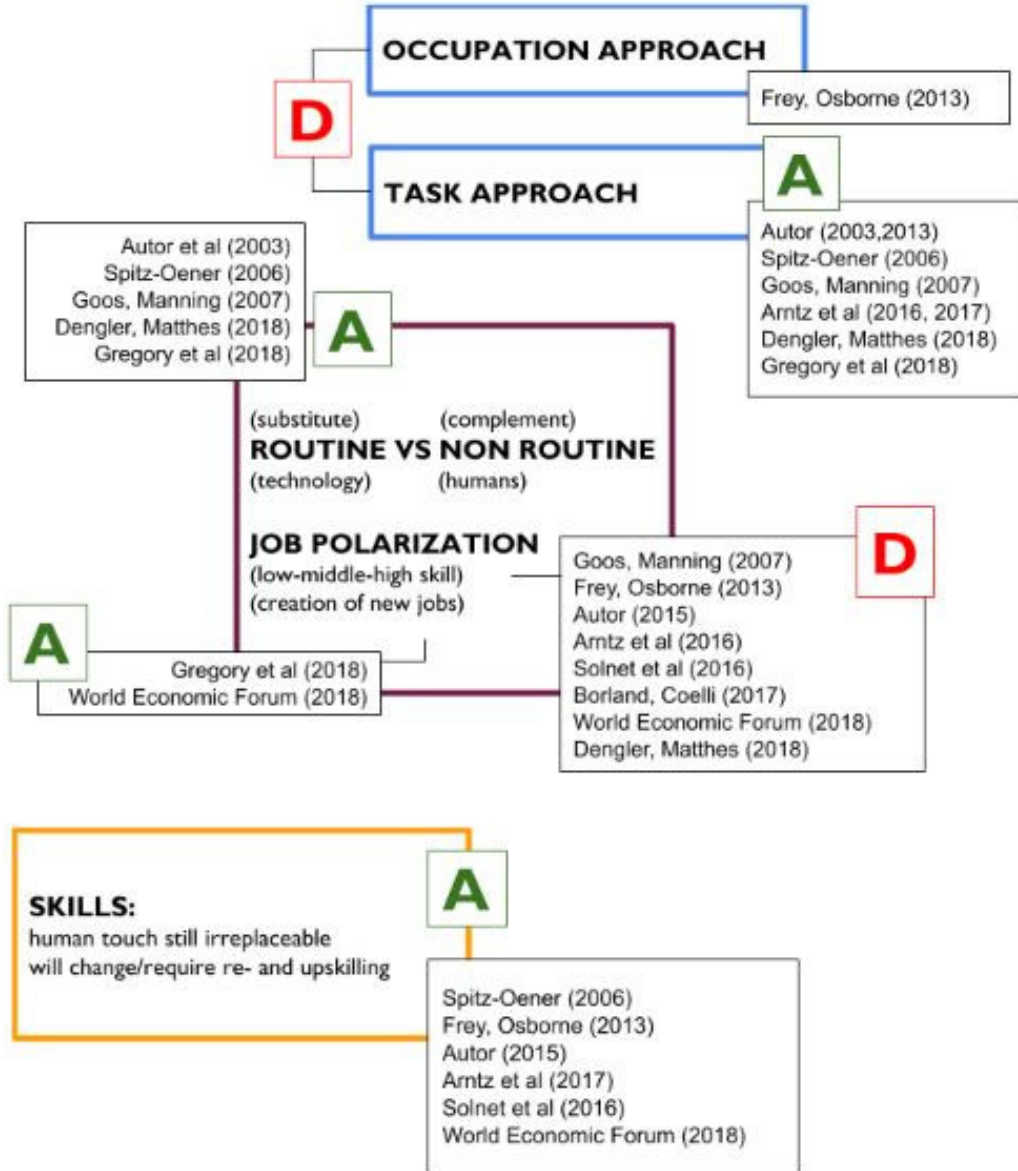 OCCUPATION APPROACH
Frey, Osborne (2013)
D
TASK APPROACH
A
Autor (2003,2013)
Spitz-Oener (2006)
Goos, Manning (2007)
Arntz et al (2016, 2017)
Dengler, Matthes (2018)
Gregory et al (2018)
Autor et al (2003)
Spitz-Oener (2006)
Goos, Manning (2007)
Dengler, Matthes (2018)
Gregory et al (2018)
A
(substitute) (complement)
ROUTINE VS NON ROUTINE
(technology) (humans)
JOB POLARIZATION
(low-middle-high skill)
(creation of new jobs)
D
Goos, Manning (2007)
Frey, Osborne (2013)
Autor (2015)
Arntz et al (2016)
Solnet et al (2016)
Borland, Coelli (2017)
World Economic Forum (2018)
Dengler, Matthes (2018)
A
Gregory et al (2018)
World Economic Forum (2018)
A
SKILLS:
human touch still irreplaceable
will change/require re- and upskilling
Spitz-Oener (2006)
Frey, Osborne (2013)
Autor (2015)
Arntz et al (2017)
Solnet et al (2016)
World Economic Forum (2018)